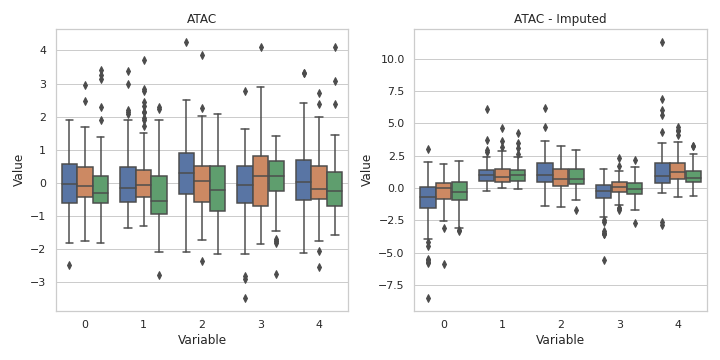 ATAC
Value
4
3
2
1
0
−1
−2
−3
0 1 2 3 4
Variable
ATAC - Imputed
Value
10.0
7.5
5.0
2.5
0.0
−2.5
−5.0
−7.5
0 1 2 3 4
Variable